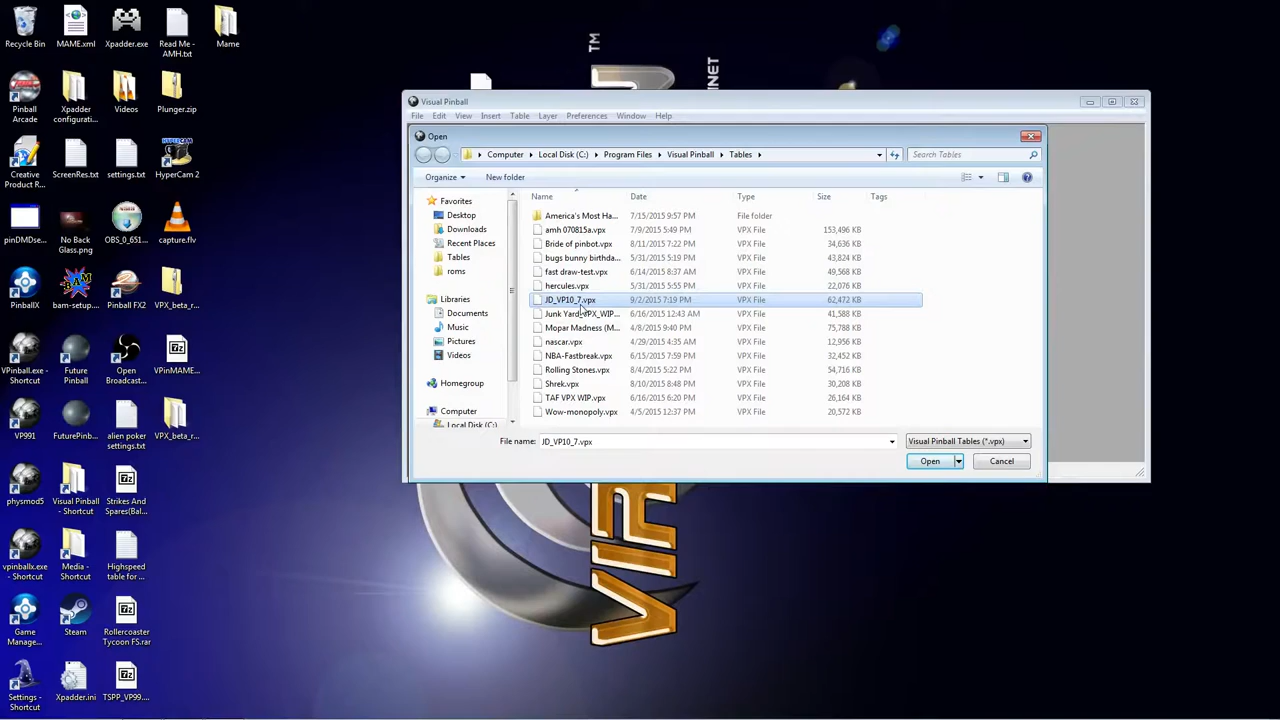 Recycle Bin
MAME.xml
Xpadder.exe
Read Me -
AMH.txt
Mame
Pinball
Arcade
Xpadder
configurati...
Videos
Plunger.zip
Creative
Product R...
ScreenRes.txt
settings.txt
HyperCam 2
pinDMDse...
No Back
Glass.png
OBS_0_651...
capture.flv
PinballX
bam-setup...
Pinball FX2
VPX_beta_r...
VPinball.exe
- Shortcut
Future
Pinball
Open
Broadcast...
VPinMAME...
VP991
FuturePinb...
alien poker
settings.txt
VPX_beta_r...
physmod5
Visual Pinball
- Shortcut
Strikes And
Spares(Bal...
vpinballx.exe
- Shortcut
Media -
Shortcut
Highspeed
table for ...
Game
Manage...
Steam
Rollercoaster
Tycoon FS.rar
Settings -
Shortcut
Xpadder.ini
TSPP_VP99....
TM
INET
VIR
Visual Pinball
File Edit View Insert Table Layer Preferences Window Help
Open
Computer Local Disk (C:) Program Files Visual Pinball Tables
Search Tables
Organize New folder
Favorites
Desktop
Downloads
Recent Places
Tables
roms
Libraries
Documents
Music
Pictures
Videos
Homegroup
Computer
Local Disk (C:)
Name Date Type Size Tags
America's Most Ha... 7/15/2015 9:57 PM File folder
amh 070815a.vpx 7/9/2015 5:49 PM VPX File 153,496 KB
Bride of pinbot.vpx 8/11/2015 7:22 PM VPX File 34,636 KB
bugs bunny birthda... 5/31/2015 5:19 PM VPX File 43,824 KB
fast draw-test.vpx 6/14/2015 8:37 AM VPX File 49,568 KB
hercules.vpx 5/31/2015 5:55 PM VPX File 22,076 KB
JD_VP10_7.vpx 9/2/2015 7:19 PM VPX File 62,472 KB
Junk Yard_VPX_WIP... 6/16/2015 12:43 AM VPX File 41,588 KB
Mopar Madness (M... 4/8/2015 9:40 PM VPX File 75,788 KB
nascar.vpx 4/29/2015 4:35 AM VPX File 12,956 KB
NBA-Fastbreak.vpx 6/15/2015 7:59 PM VPX File 32,452 KB
Rolling Stones.vpx 8/4/2015 5:22 PM VPX File 54,716 KB
Shrek.vpx 8/10/2015 8:48 PM VPX File 30,208 KB
TAF VPX WIP.vpx 6/16/2015 6:20 PM VPX File 26,164 KB
Wow-monopoly.vpx 4/5/2015 12:37 PM VPX File 20,572 KB
File name: JD_VP10_7.vpx Visual Pinball Tables (*.vpx)
Open Cancel